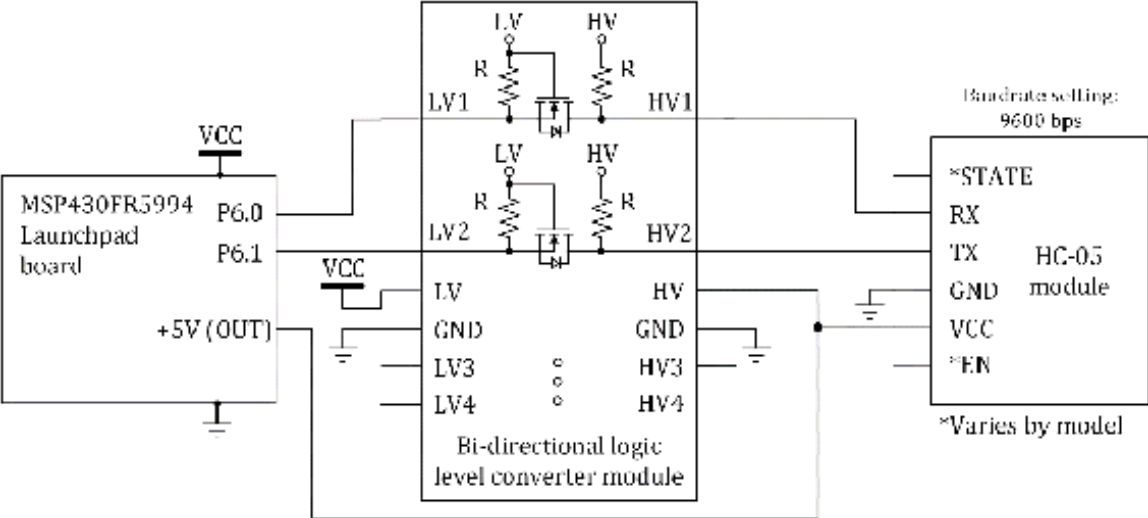 LV
HV
R
R
LV1
HV1
Baudrate setting:
9600 bps
VCC
LV
HV
*STATE
MSP430FR5994
P6.0
R
R
RX
Launchpad
LV2
HV2
board
P6.1
TX
HC-05
VCC
module
LV
HV
GND
+5V (OUT)
GND
GND
VCC
LV3
HV3
*EN
LV4
HV4
*Varies by model
Bi-directional logic
level converter module